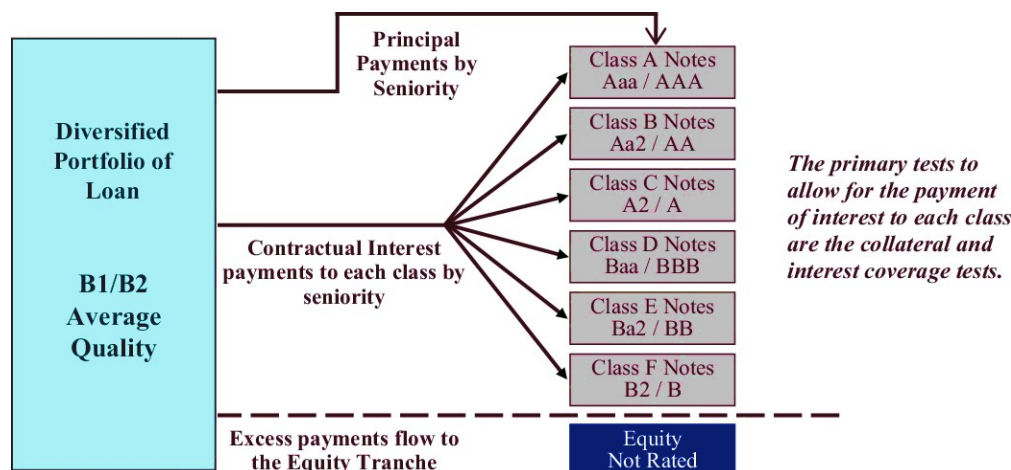 Diversified
Portfolio of
Loan
B1/B2
Average
Quality
Principal
Payments by
Seniority
Contractual Interest
payments to each class by
seniority
Class A Notes
Aaa / AAA
Class B Notes
Aa2 / AA
Class C Notes
A2 / A
Class D Notes
Baa / BBB
Class E Notes
Ba2 / BB
Class F Notes
B2 / B
The primary tests to
allow for the payment
of interest to each class
are the collateral and
interest coverage tests.
Excess payments flow to
the Equity Tranche
Equity
Not Rated